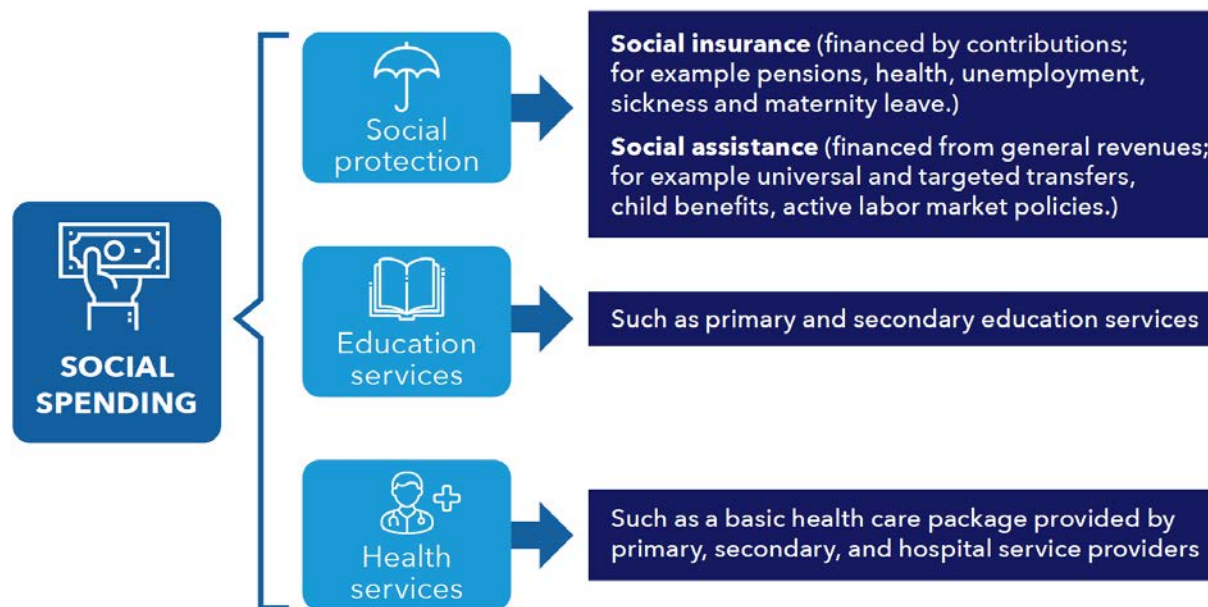 SOCIAL
SPENDING
Social
protection
Social insurance (financed by contributions;
for example pensions, health, unemployment,
sickness and maternity leave.)
Social assistance (financed from general revenues;
for example universal and targeted transfers,
child benefits, active labor market policies.)
Education
services
Such as primary and secondary education services
Health
services
Such as a basic health care package provided by
primary, secondary, and hospital service providers